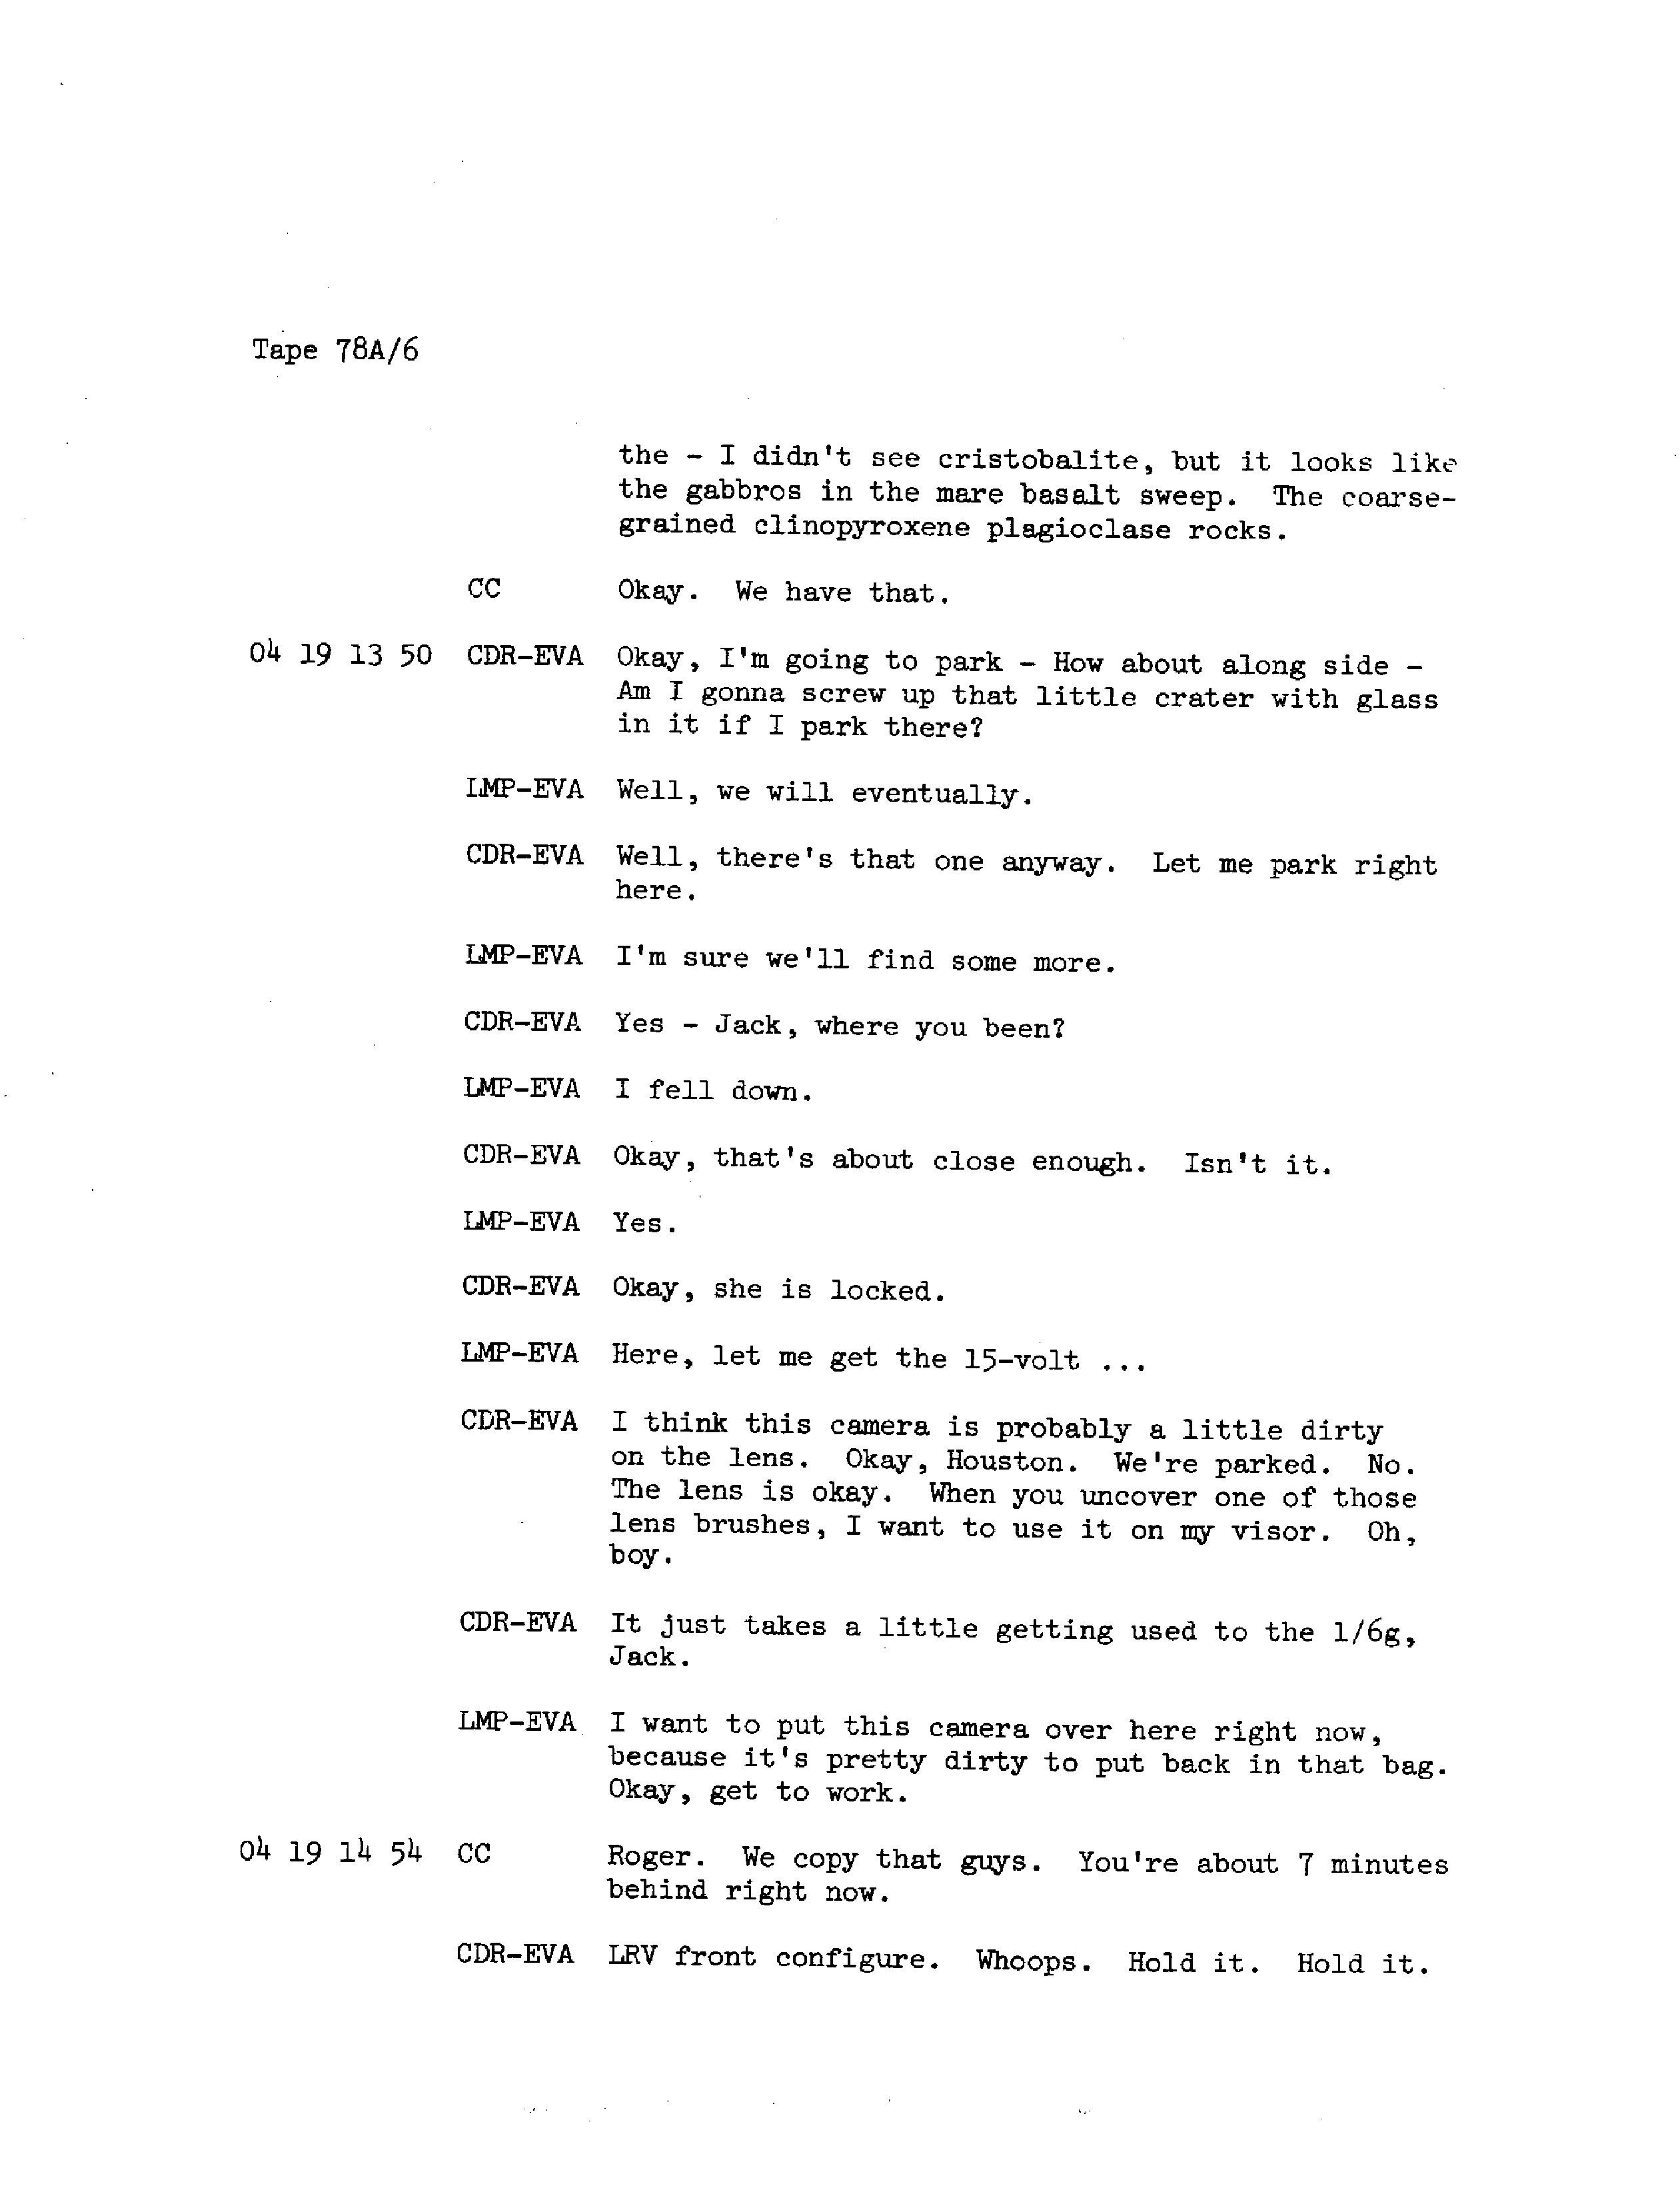 Tape 78A/6
the - I didn't see cristobalite, but it looks like
the gabbros in the mare basalt sweep. The coarse-
grained clinopyroxene plagioclase rocks.
CC Okay. We have that.
04 19 13 50 CDR-EVA Okay, I'm going to park - How about along side -
Am I gonna screw up that little crater with glass
in it if I park there?
LMP-EVA Well, we will eventually.
CDR-EVA Well, there's that one anyway. Let me park right
here.
LMP-EVA I'm sure we'll find some more.
CDR-EVA Yes - Jack, where you been?
LMP-EVA I fell down.
CDR-EVA Okay, that's about close enough. Isn't it.
LMP-EVA Yes.
CDR-EVA Okay, she is locked.
LMP-EVA Here, let me get the 15-volt ...
CDR-EVA I think this camera is probably a little dirty
on the lens. Okay, Houston. We're parked. No.
The lens is okay. When you uncover one of those
lens brushes, I want to use it on my visor. Oh,
boy.
CDR-EVA It just takes a little getting used to the 1/6g,
Jack.
LMP-EVA I want to put this camera over here right now,
because it's pretty dirty to put back in that bag.
Okay, get to work.
04 19 14 54 CC Roger. We copy that guys. You're about 7 minutes
behind right now.
CDR-EVA LRV front configure. Whoops. Hold it. Hold it.